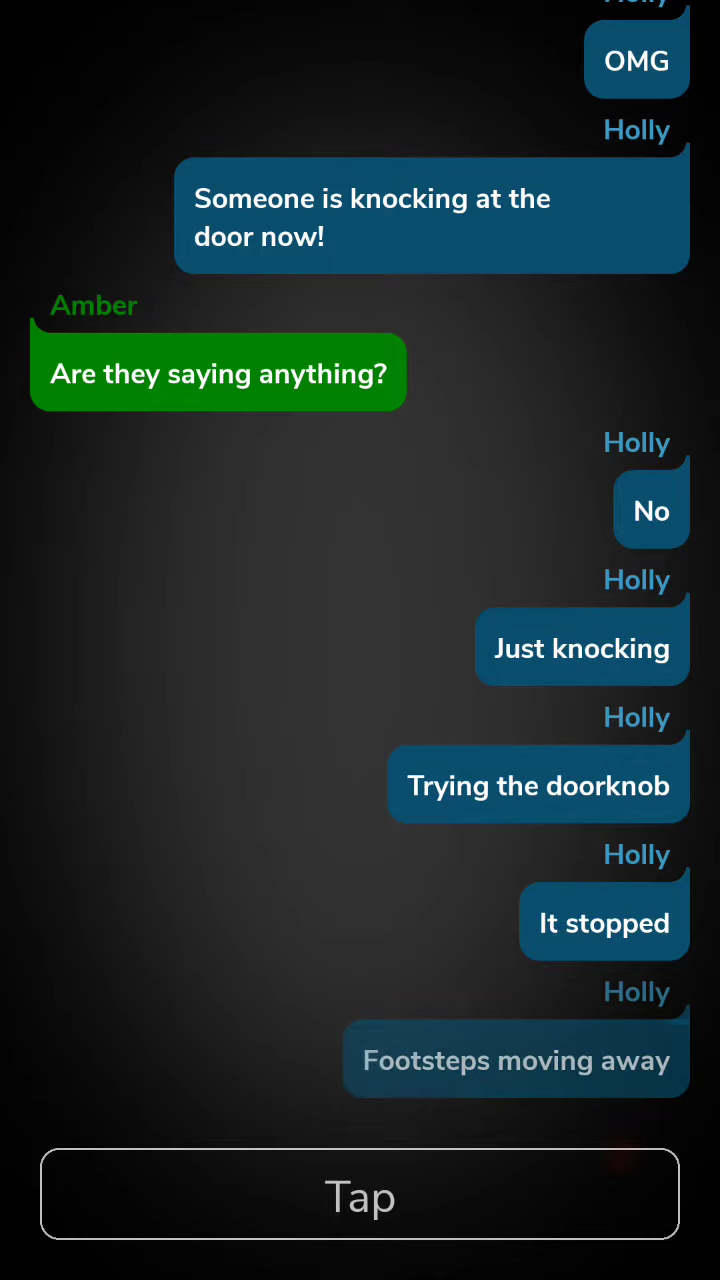 Holly
OMG
Holly
Someone is knocking at the
door now!
Amber
Are they saying anything?
Holly
No
Holly
Just knocking
Holly
Trying the doorknob
Holly
It stopped
Holly
Footsteps moving away
Tap